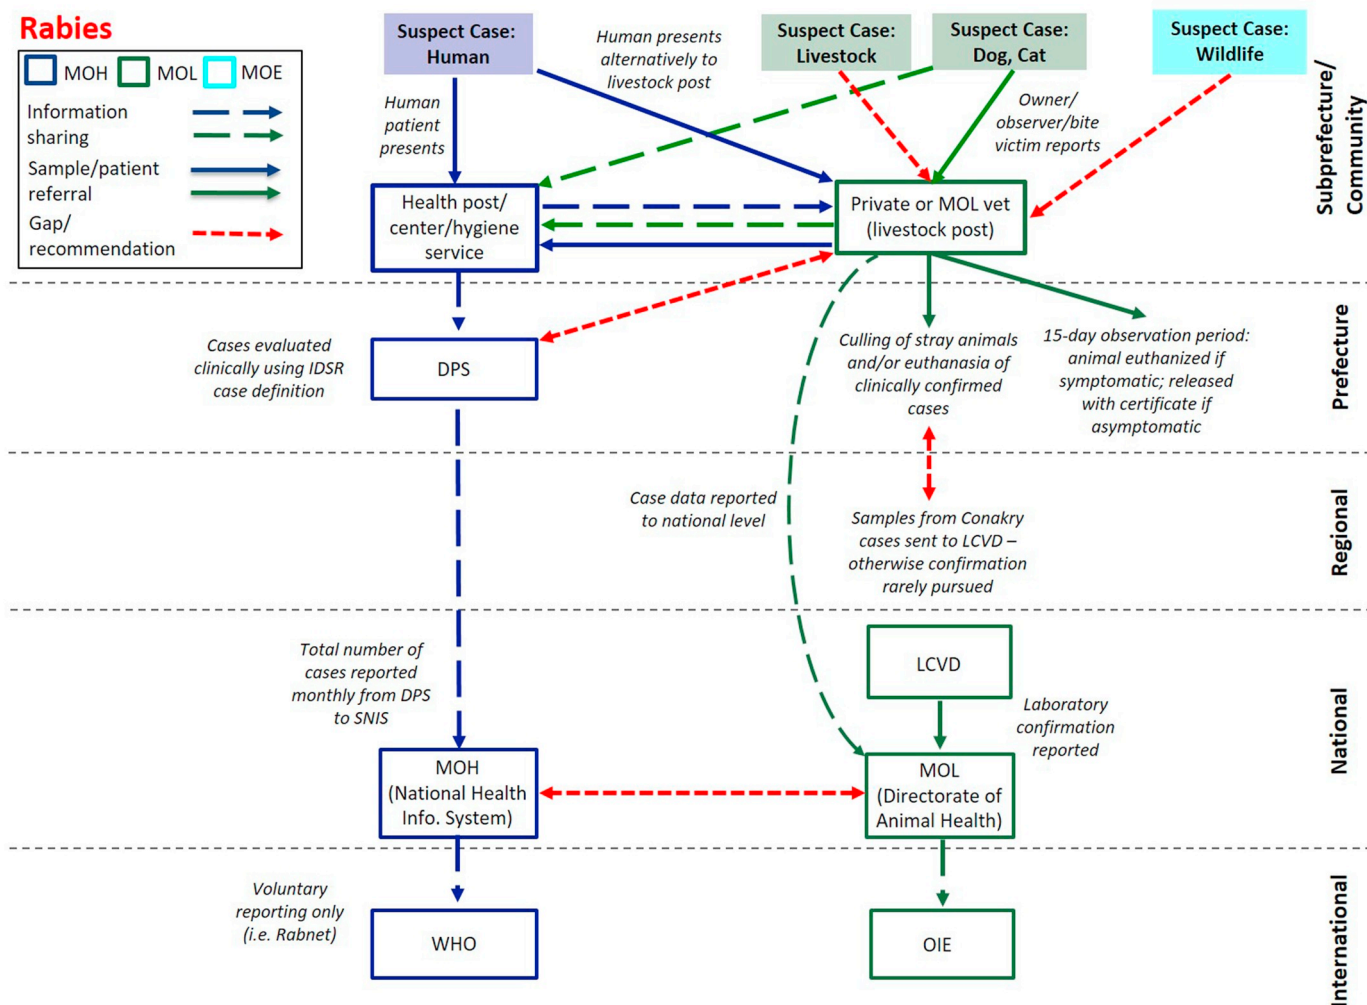 Rabies
MOH
MOL
MOE
Information
sharing
Sample/patient
referral
Gap/
recommendation
Suspect Case:
Human
Human presents
alternatively to
livestock post
Suspect Case:
Livestock
Suspect Case:
Dog, Cat
Suspect Case:
Wildlife
Human
patient
presents
Owner/
observer/bite
victim reports
Subprefecture/
Community
Health post/
center/hygiene
service
Private or MOL vet
(livestock post)
Cases evaluated
clinically using IDSR
case definition
DPS
Culling of stray animals
and/or euthanasia of
clinically confirmed
cases
15-day observation period:
animal euthanized if
symptomatic; released
with certificate if
asymptomatic
Prefecture
Case data reported
to national level
Samples from Conakry
cases sent to LCVD –
otherwise confirmation
rarely pursued
Regional
Total number of
cases reported
monthly from DPS
to SNIS
LCVD
Laboratory
confirmation
reported
MOH
(National Health
Info. System)
MOL
(Directorate of
Animal Health)
National
Voluntary
reporting only
(i.e. Rabnet)
WHO
OIE
International